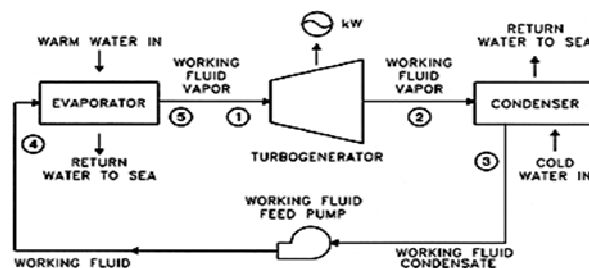 kW
RETURN
WATER TO SEA
WARM WATER IN
WORKING
FLUID
VAPOR
WORKING
FLUID
VAPOR
EVAPORATOR
CONDENSER
5
1
2
4
3
RETURN
WATER TO SEA
TURBOGENERATOR
COLD
WATER IN
WORKING FLUID
FEED PUMP
WORKING FLUID
WORKING FLUID
CONDENSATE